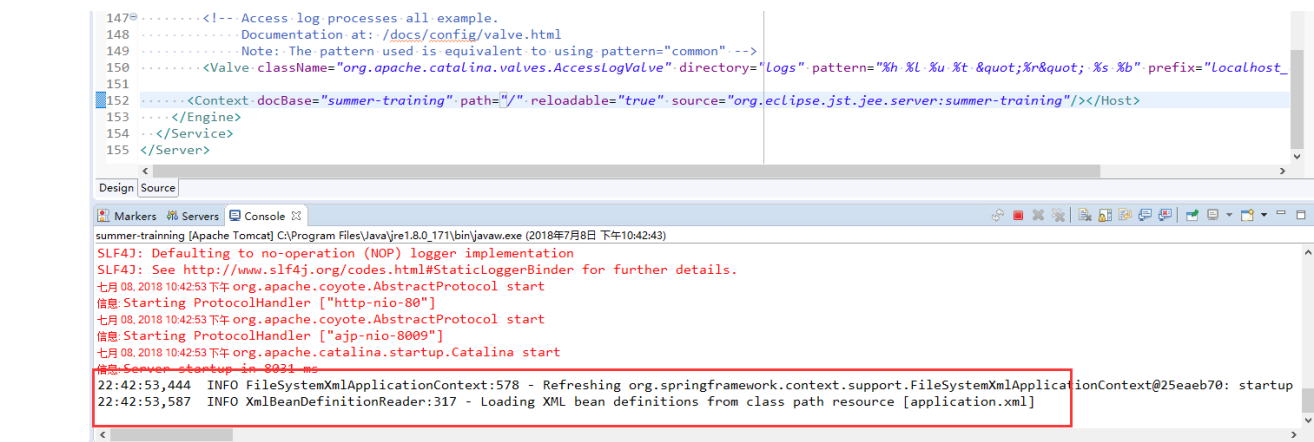 147 <!-- Access log processes all example.
148 Documentation at: /docs/config/valve.html
149 Note: The pattern used is equivalent to using pattern="common" -->
150 <Valve className="org.apache.catalina.valves.AccessLogValve" directory="logs" pattern="%h %l %u %t &quot;%r&quot; %s %b" prefix="localhost_
151
152 <Context docBase="summer-training" path="/" reloadable="true" source="org.eclipse.jst.jee.server:summer-training"/></Host>
153 </Engine>
154 </Service>
155 </Server>
Design Source
Markers Servers Console
summer-trainning [Apache Tomcat] C:\Program Files\Java\jre1.8.0_171\bin\javaw.exe (2018年7月8日 下午10:42:43)
SLF4J: Defaulting to no-operation (NOP) logger implementation
SLF4J: See http://www.slf4j.org/codes.html#StaticLoggerBinder for further details.
七月 08, 2018 10:42:53 下午 org.apache.coyote.AbstractProtocol start
信息: Starting ProtocolHandler ["http-nio-80"]
七月 08, 2018 10:42:53 下午 org.apache.coyote.AbstractProtocol start
信息: Starting ProtocolHandler ["ajp-nio-8009"]
七月 08, 2018 10:42:53 下午 org.apache.catalina.startup.Catalina start
信息: Server startup in 8031 ms
22:42:53,444 INFO FileSystemXmlApplicationContext:578 - Refreshing org.springframework.context.support.FileSystemXmlApplicationContext@25eaeb70: startup
22:42:53,587 INFO XmlBeanDefinitionReader:317 - Loading XML bean definitions from class path resource [application.xml]